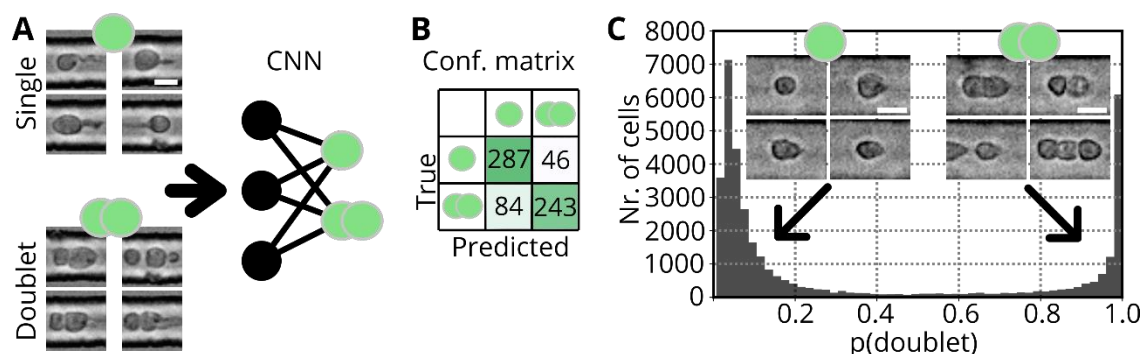 A
Single
Doublet
CNN
B
Conf. matrix
True
287 46
84 243
Predicted
C
Nr. of cells
8000
7000
6000
5000
4000
3000
2000
1000
0
0.2 0.4 0.6 0.8 1.0
p(doublet)